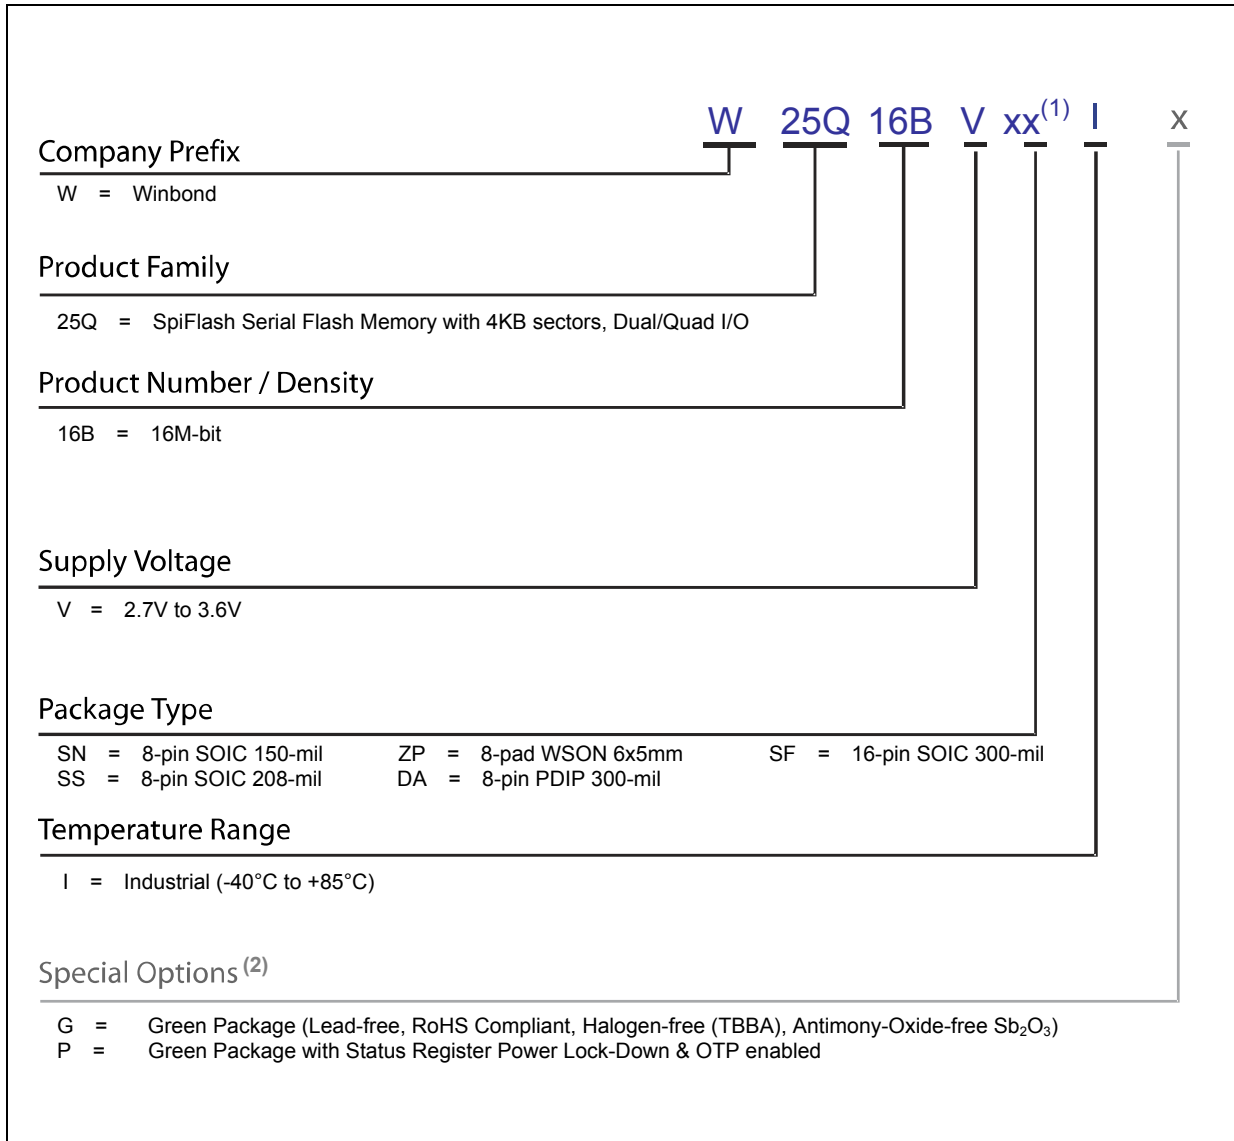 W 25Q 16B V xx(1) I x
Company Prefix
W = Winbond
Product Family
25Q = SpiFlash Serial Flash Memory with 4KB sectors, Dual/Quad I/O
Product Number / Density
16B = 16M-bit
Supply Voltage
V = 2.7V to 3.6V
Package Type
SN = 8-pin SOIC 150-mil ZP = 8-pad WSON 6x5mm SF = 16-pin SOIC 300-mil
SS = 8-pin SOIC 208-mil DA = 8-pin PDIP 300-mil
Temperature Range
I = Industrial (-40°C to +85°C)
Special Options (2)
G = Green Package (Lead-free, RoHS Compliant, Halogen-free (TBBA), Antimony-Oxide-free Sb₂O₃)
P = Green Package with Status Register Power Lock-Down & OTP enabled